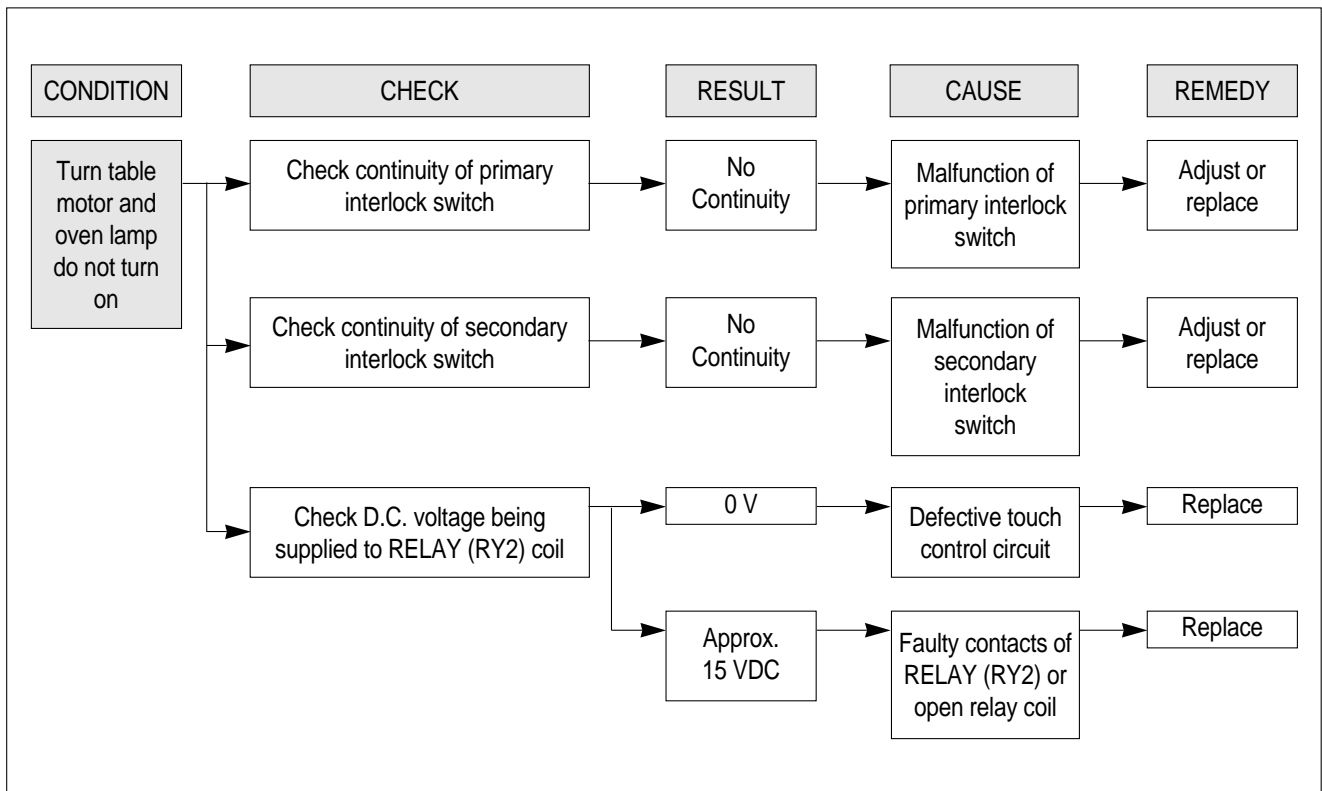 CONDITION
CHECK
RESULT
CAUSE
REMEDY
Turn table
motor and
oven lamp
do not turn
on
Check continuity of primary
interlock switch
No
Continuity
Malfunction of
primary interlock
switch
Adjust or
replace
Check continuity of secondary
interlock switch
No
Continuity
Malfunction of
secondary
interlock
switch
Adjust or
replace
Check D.C. voltage being
supplied to RELAY (RY2) coil
0 V
Defective touch
control circuit
Replace
Approx.
15 VDC
Faulty contacts of
RELAY (RY2) or
open relay coil
Replace